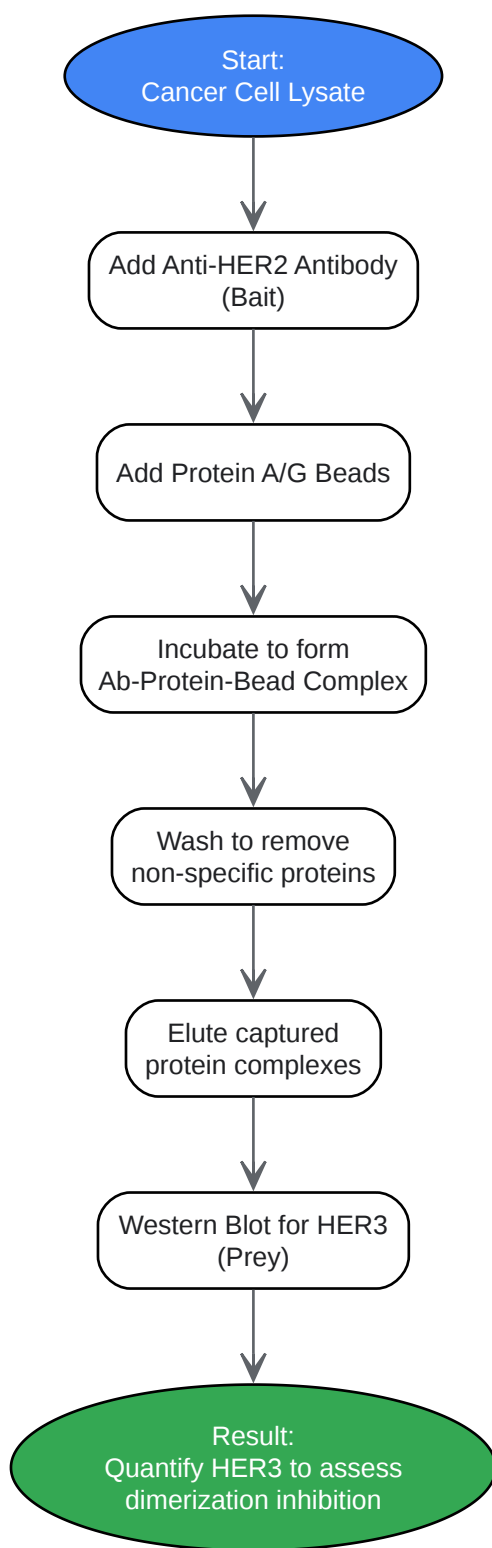 Start:
Cancer Cell Lysate
Add Anti-HER2 Antibody
(Bait)
Add Protein A/G Beads
Incubate to form
Ab-Protein-Bead Complex
Wash to remove
non-specific proteins
Elute captured
protein complexes
Western Blot for HER3
(Prey)
Result:
Quantify HER3 to assess
dimerization inhibition